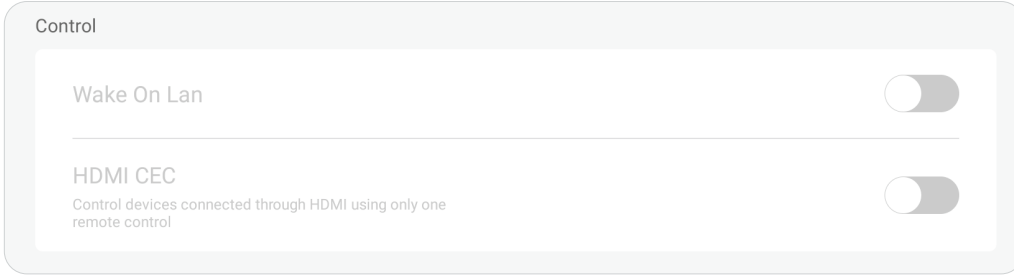 Control
Wake On Lan
HDMI CEC
Control devices connected through HDMI using only one
remote control